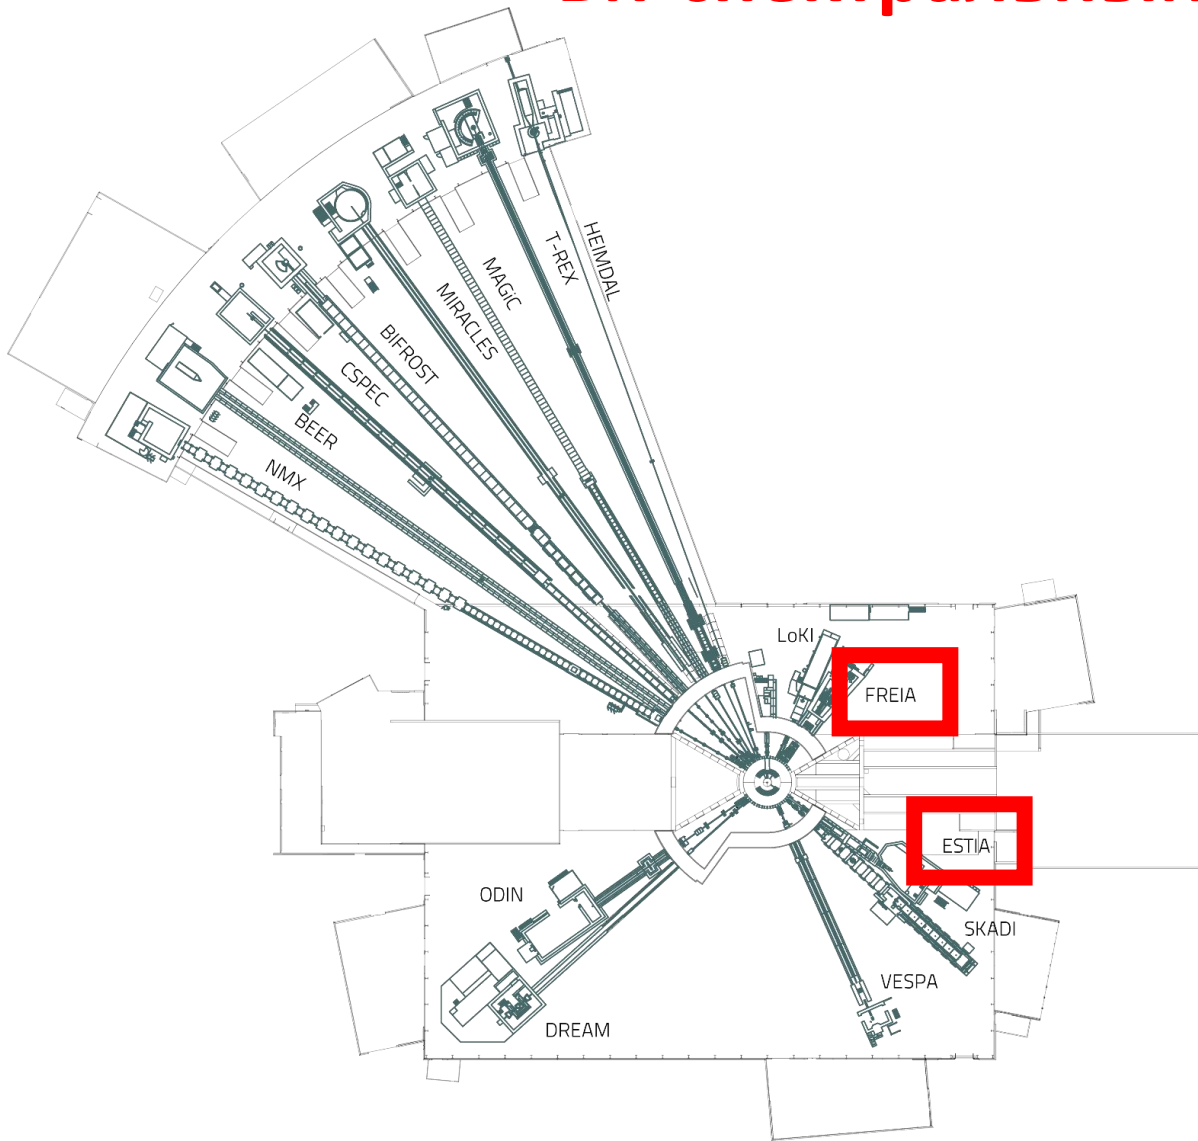 HEIMDAL
T-REX
MAGiC
MIRACLES
BIFROST
CSPEC
BEER
NMX
LoKI
FREIA
ESTIA
ODIN
SKADI
VESPA
DREAM